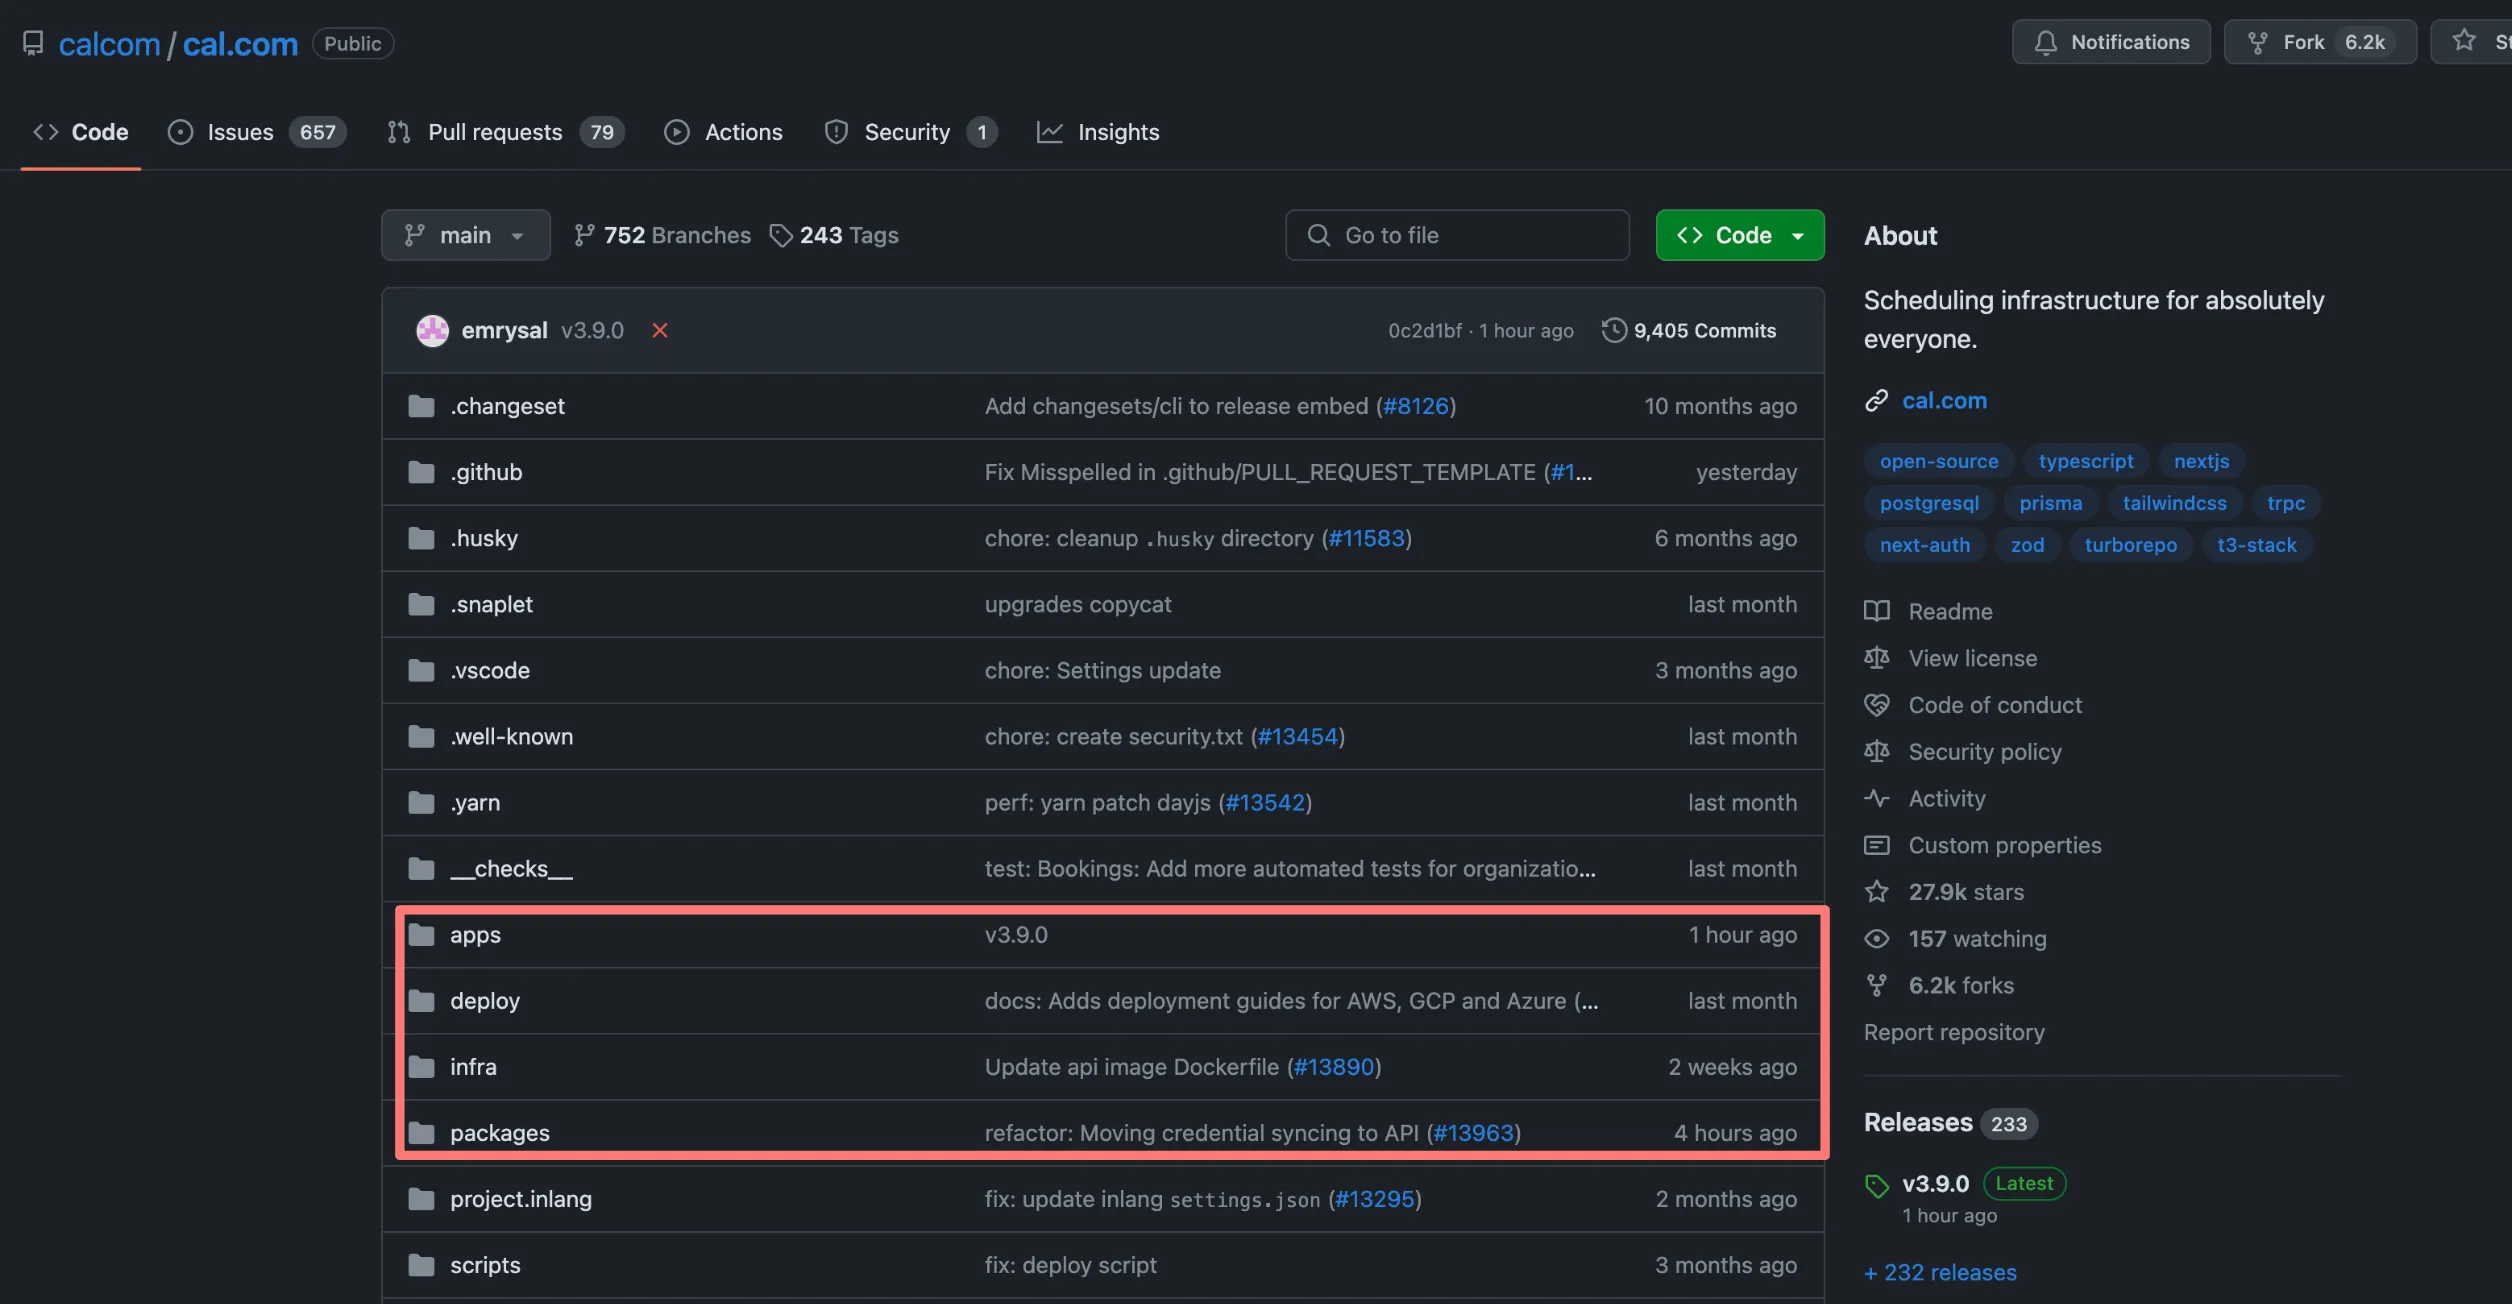 calcom / cal.com Public
Notifications
Fork 6.2k
Code
Issues 657
Pull requests 79
Actions
Security 1
Insights
main
752 Branches
243 Tags
Go to file
Code
emrysal v3.9.0
0c2d1bf · 1 hour ago
9,405 Commits
.changeset Add changesets/cli to release embed (#8126) 10 months ago
.github Fix Misspelled in .github/PULL_REQUEST_TEMPLATE (#1... yesterday
.husky chore: cleanup .husky directory (#11583) 6 months ago
.snaplet upgrades copycat last month
.vscode chore: Settings update 3 months ago
.well-known chore: create security.txt (#13454) last month
.yarn perf: yarn patch dayjs (#13542) last month
__checks__ test: Bookings: Add more automated tests for organizatio... last month
apps v3.9.0 1 hour ago
deploy docs: Adds deployment guides for AWS, GCP and Azure (... last month
infra Update api image Dockerfile (#13890) 2 weeks ago
packages refactor: Moving credential syncing to API (#13963) 4 hours ago
project.inlang fix: update inlang settings.json (#13295) 2 months ago
scripts fix: deploy script 3 months ago
About
Scheduling infrastructure for absolutely
everyone.
cal.com
open-source typescript nextjs
postgresql prisma tailwindcss trpc
next-auth zod turborepo t3-stack
Readme
View license
Code of conduct
Security policy
Activity
Custom properties
27.9k stars
157 watching
6.2k forks
Report repository
Releases 233
v3.9.0 Latest
1 hour ago
+ 232 releases